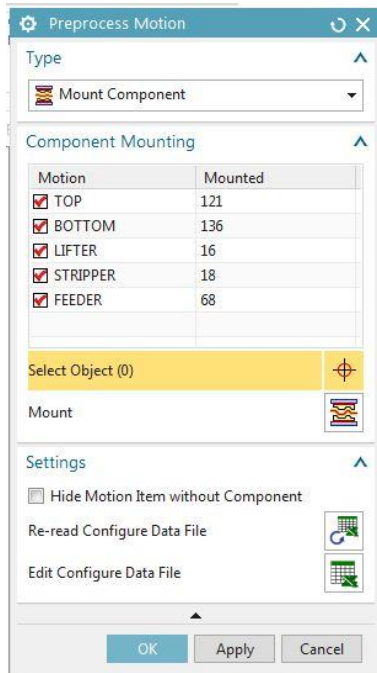 Preprocess Motion
Type
Mount Component
Component Mounting
Motion Mounted
TOP 121
BOTTOM 136
LIFTER 16
STRIPPER 18
FEEDER 68
Select Object (0)
Mount
Settings
Hide Motion Item without Component
Re-read Configure Data File
Edit Configure Data File
OK Apply Cancel